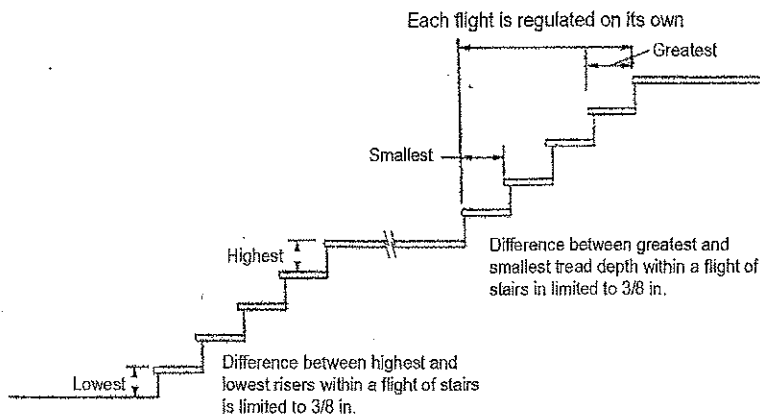 Each flight is regulated on its own
Greatest
Smallest
Highest
Difference between greatest and
smallest tread depth within a flight of
stairs in limited to 3/8 in.
Lowest
Difference between highest and
lowest risers within a flight of stairs
is limited to 3/8 in.